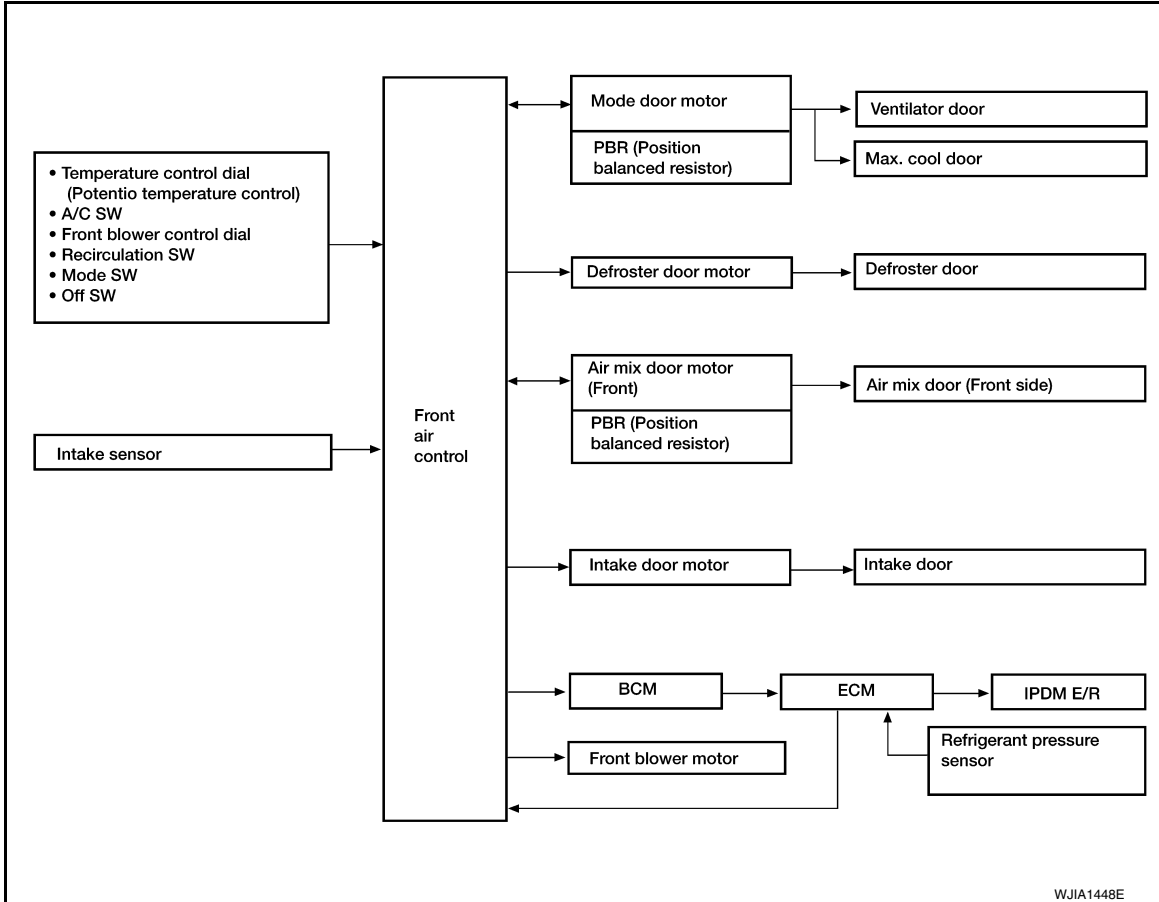 • Temperature control dial
(Potentio temperature control)
• A/C SW
• Front blower control dial
• Recirculation SW
• Mode SW
• Off SW
Intake sensor
Front
air
control
Mode door motor
PBR (Position
balanced resistor)
Ventilator door
Max. cool door
Defroster door motor
Defroster door
Air mix door motor
(Front)
PBR (Position
balanced resistor)
Air mix door (Front side)
Intake door motor
Intake door
BCM
ECM
IPDM E/R
Refrigerant pressure
sensor
Front blower motor
WJIA1448E